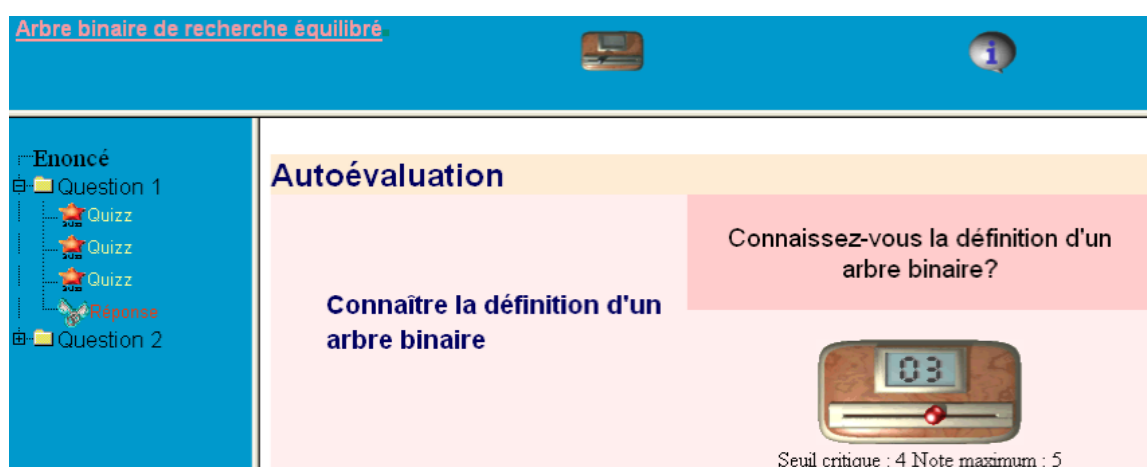 Arbre binaire de recherche équilibré
Enoncé
Question 1
Quizz
Quizz
Quizz
Réponse
Question 2
Autoévaluation
Connaître la définition d'un
arbre binaire
Connaissez-vous la définition d'un
arbre binaire?
03
Seuil critique : 4 Note maximum : 5